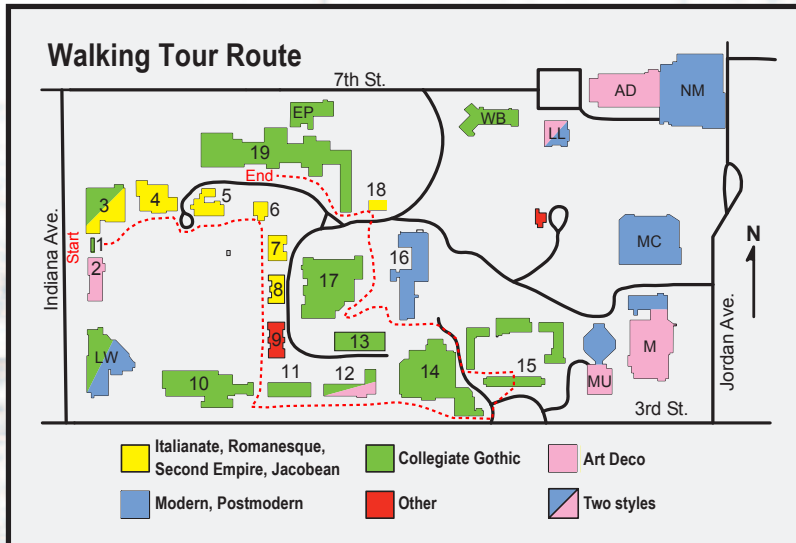 Walking Tour Route
7th St.
AD
NM
EP
WB
LL
19
End
18
5
4
3
6
1
Start
2
7
16
MC
N
Indiana Ave.
17
8
9
13
LW
10
11
12
14
15
MU
M
Jordan Ave.
3rd St.
Italianate, Romanesque,
Second Empire, Jacobean
Collegiate Gothic
Art Deco
Modern, Postmodern
Other
Two styles